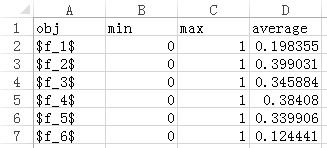 A B C D
1 obj min max average
2 $f_1$ 0 1 0.198355
3 $f_2$ 0 1 0.399031
4 $f_3$ 0 1 0.345884
5 $f_4$ 0 1 0.38408
6 $f_5$ 0 1 0.339906
7 $f_6$ 0 1 0.124441